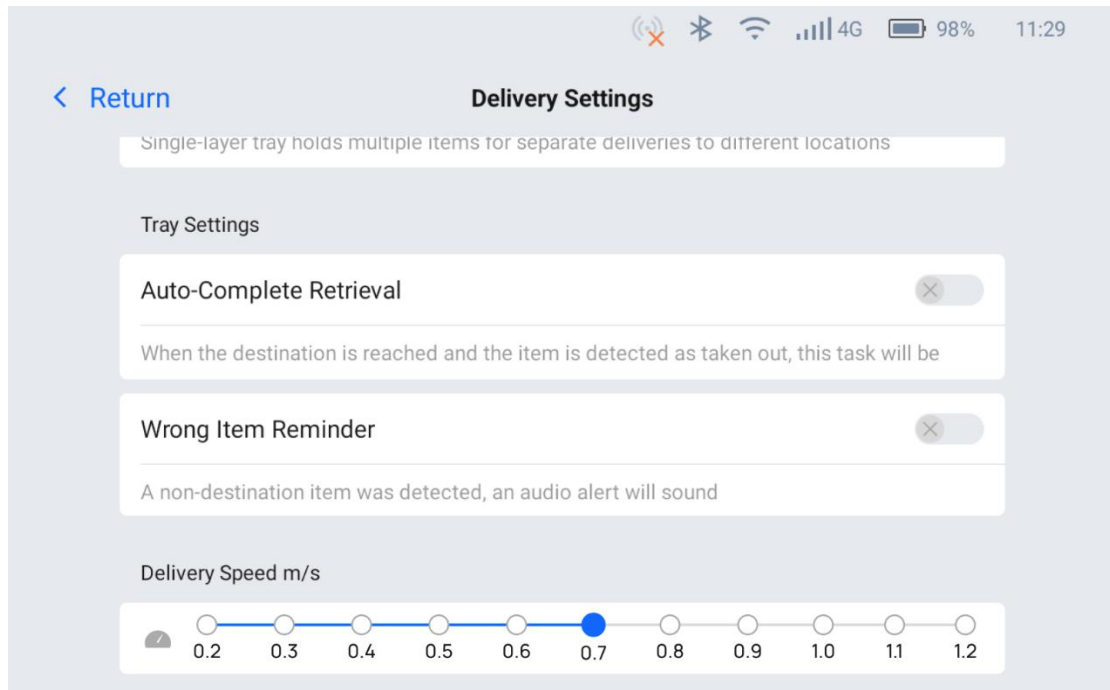 4G 98% 11:29
Return Delivery Settings
Single-layer tray holds multiple items for separate deliveries to different locations
Tray Settings
Auto-Complete Retrieval
When the destination is reached and the item is detected as taken out, this task will be
Wrong Item Reminder
A non-destination item was detected, an audio alert will sound
Delivery Speed m/s
0.2 0.3 0.4 0.5 0.6 0.7 0.8 0.9 1.0 1.1 1.2